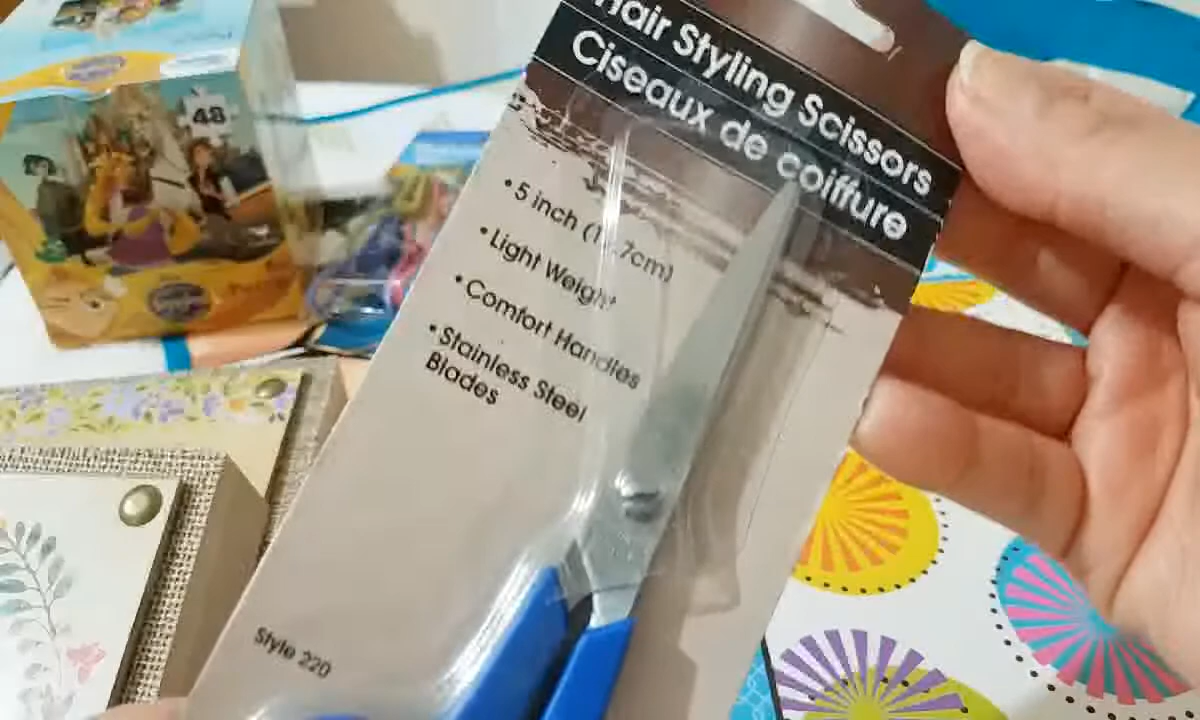 Hair Styling Scissors
Ciseaux de coiffure
• 5 inch (1 .7cm)
• Light Weight
• Comfort Handles
• Stainless Steel
Blades
Style 220
48